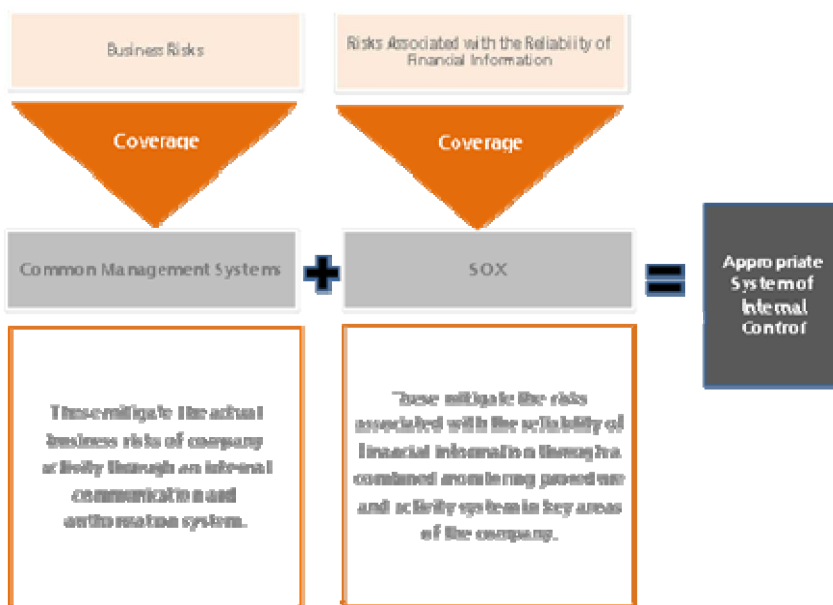 Business Risks
Risks Associated with the Reliability of
Financial Information
Coverage
Coverage
Common Management Systems
SOX
Appropriate
System of
Internal
Control
These mitigate the actual
business risks of company
activity through an internal
communication and
authorisation system.
These mitigate the risks
associated with the reliability of
financial information through a
combined monitoring procedure
and activity system in key areas
of the company.